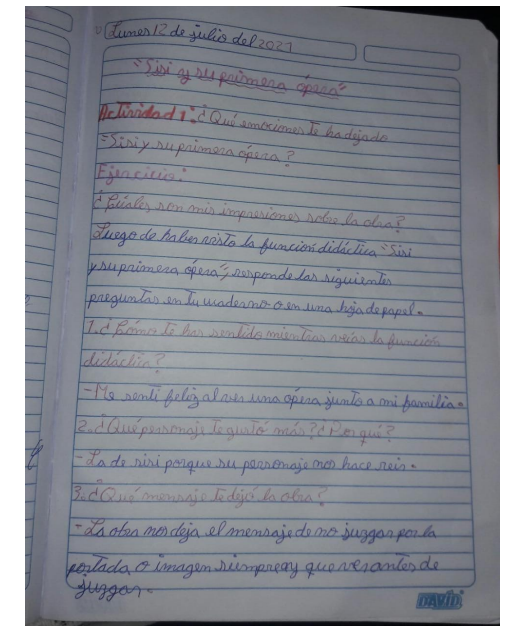 Lunes 12 de julio del 2021
"Sisi y su primera ópera"
Actividad 1: ¿Qué emociones te ha dejado
"Sisi y su primera ópera?
Ejercicio:
¿Cuáles son mis impresiones sobre la obra?
Luego de haber visto la función didáctica "Sisi
y su primera ópera", responde las siguientes
preguntas en tu cuaderno o en una hoja de papel.
1.¿Cómo te has sentido mientras veías la función
didáctica?
-Me senti feliz al ver una ópera junto a mi familia.
2.¿Qué personaje te gustó más?¿Por qué?
-La de sisi porque su personaje nos hace reir.
3.¿Qué mensaje te dejó la obra?
-La obra nos deja el mensaje de no juzgar por la
portada o imagen siempre ay que ver antes de
juzgar.
DAVID